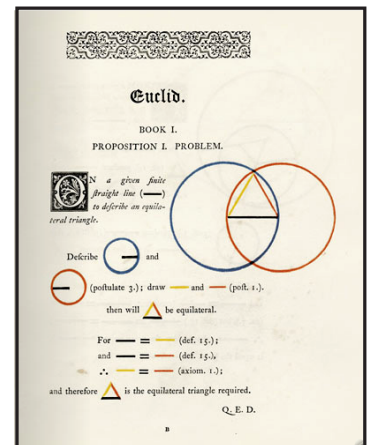 Euclid.
BOOK I.
PROPOSITION I. PROBLEM.
ON a given finite
ſtraight line ( )
to deſcribe an equila-
teral triangle.
Deſcribe and
(poſtulate 3.); draw and (poſt. 1.).
then will be equilateral.
For = (def. 15.);
and = (def. 15.),
∴ = (axiom. 1.);
and therefore is the equilateral triangle required.
Q. E. D.
B